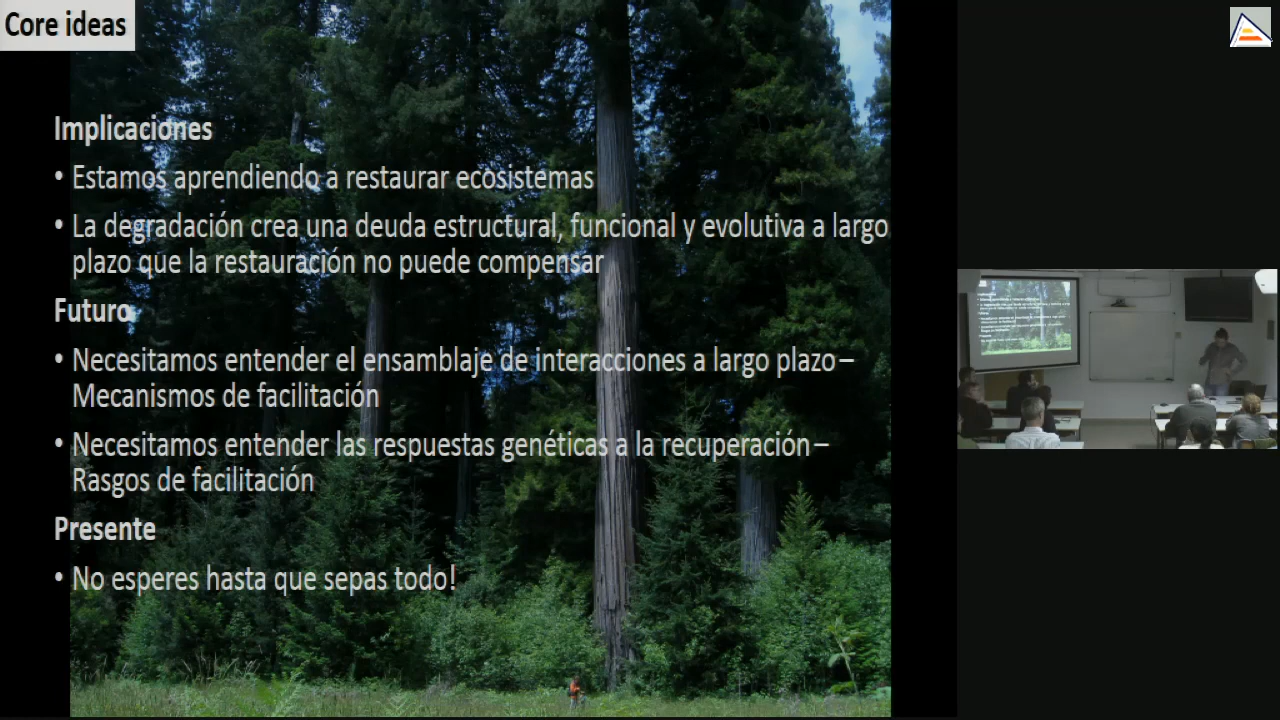 Core ideas
Implicaciones
• Estamos aprendiendo a restaurar ecosistemas
• La degradación crea una deuda estructural, funcional y evolutiva a largo
plazo que la restauración no puede compensar
Futuro
• Necesitamos entender el ensamblaje de interacciones a largo plazo –
Mecanismos de facilitación
• Necesitamos entender las respuestas genéticas a la recuperación –
Rasgos de facilitación
Presente
• No esperes hasta que sepas todo!